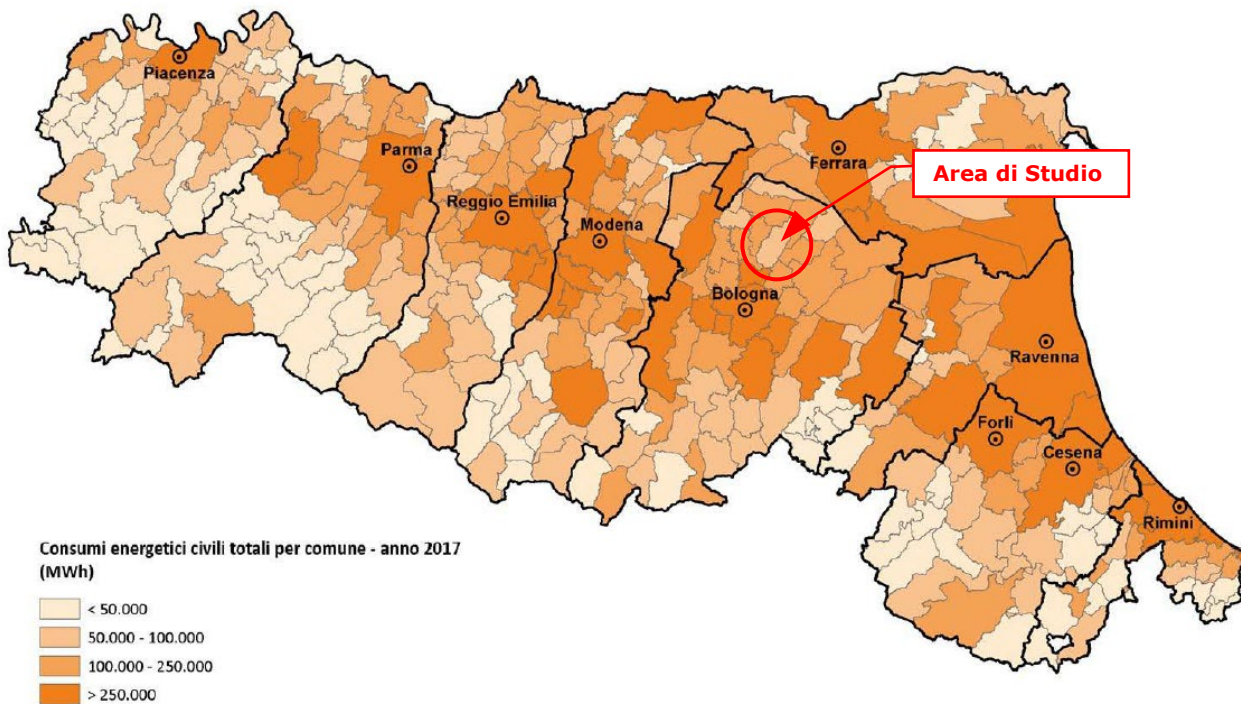 Piacenza
Parma
Reggio Emilia
Modena
Ferrara
Area di Studio
Bologna
Ravenna
Forlì
Cesena
Rimini
Consumi energetici civili totali per comune - anno 2017
(MWh)
< 50.000
50.000 - 100.000
100.000 - 250.000
> 250.000